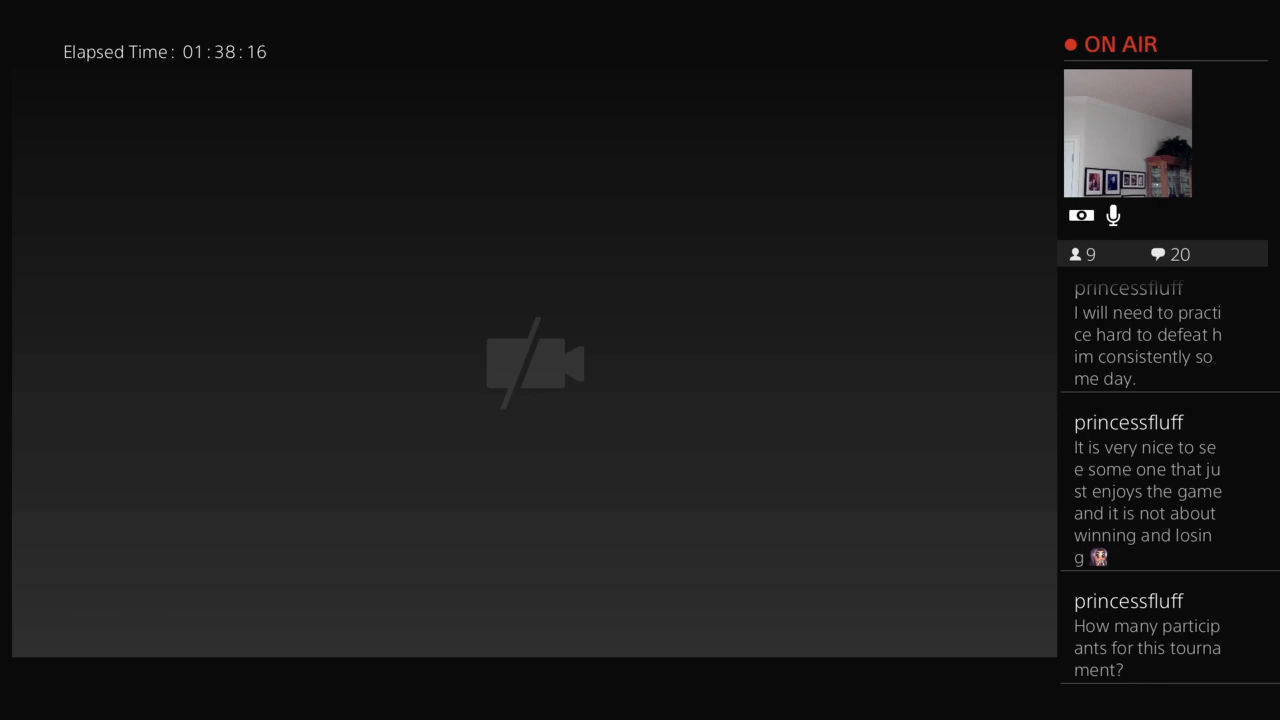 Elapsed Time: 01:38:16
ON AIR
9 20
princessfluff
I will need to practi
ce hard to defeat h
im consistently so
me day.
princessfluff
It is very nice to se
e some one that ju
st enjoys the game
and it is not about
winning and losin
g
princessfluff
How many particip
ants for this tourna
ment?